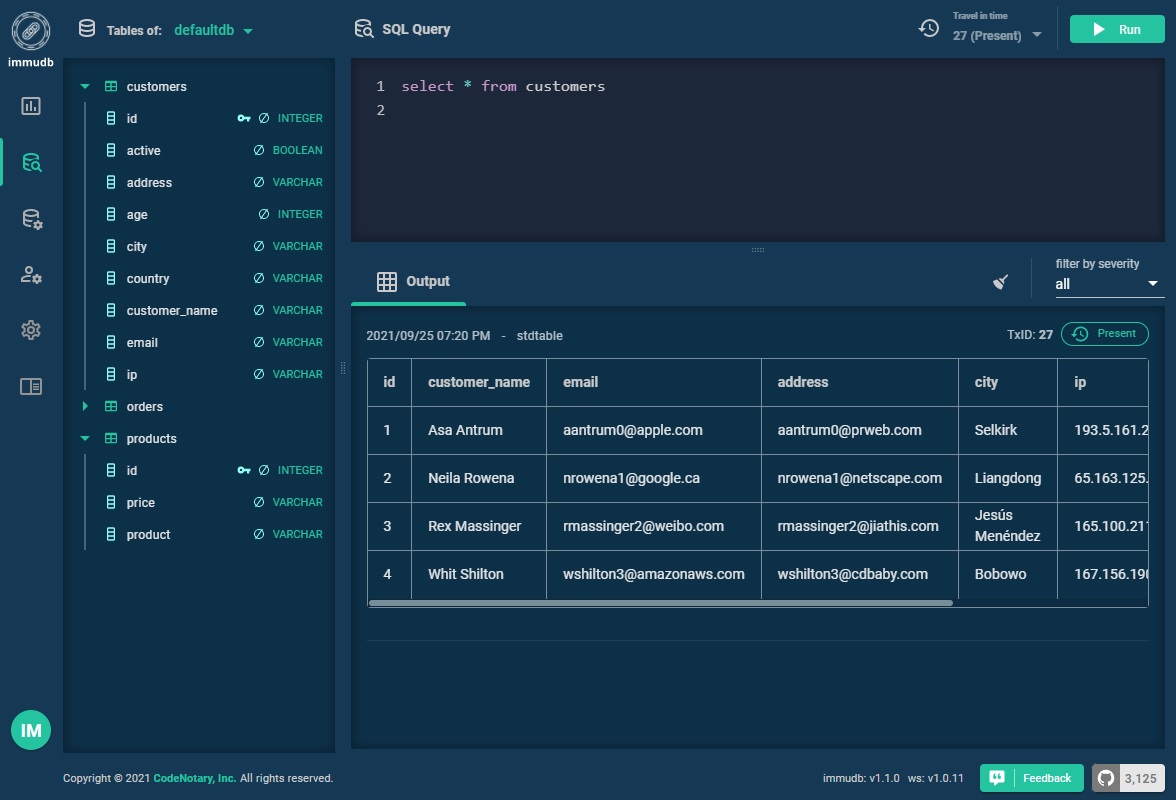 immudb
Tables of: defaultdb
SQL Query
Travel in time
27 (Present)
Run
customers
id INTEGER
active BOOLEAN
address VARCHAR
age INTEGER
city VARCHAR
country VARCHAR
customer_name VARCHAR
email VARCHAR
ip VARCHAR
orders
products
id INTEGER
price VARCHAR
product VARCHAR
1 select * from customers
2
Output
filter by severity
all
2021/09/25 07:20 PM - stdtable
TxID: 27 Present
id customer_name email address city ip
1 Asa Antrum aantrum0@apple.com aantrum0@prweb.com Selkirk 193.5.161.2
2 Neila Rowena nrowena1@google.ca nrowena1@netscape.com Liangdong 65.163.125.
3 Rex Massinger rmassinger2@weibo.com rmassinger2@jiathis.com Jesús Menéndez 165.100.211
4 Whit Shilton wshilton3@amazonaws.com wshilton3@cdbaby.com Bobowo 167.156.190
IM
Copyright © 2021 CodeNotary, Inc. All rights reserved.
immudb: v1.1.0 ws: v1.0.11
Feedback
3,125